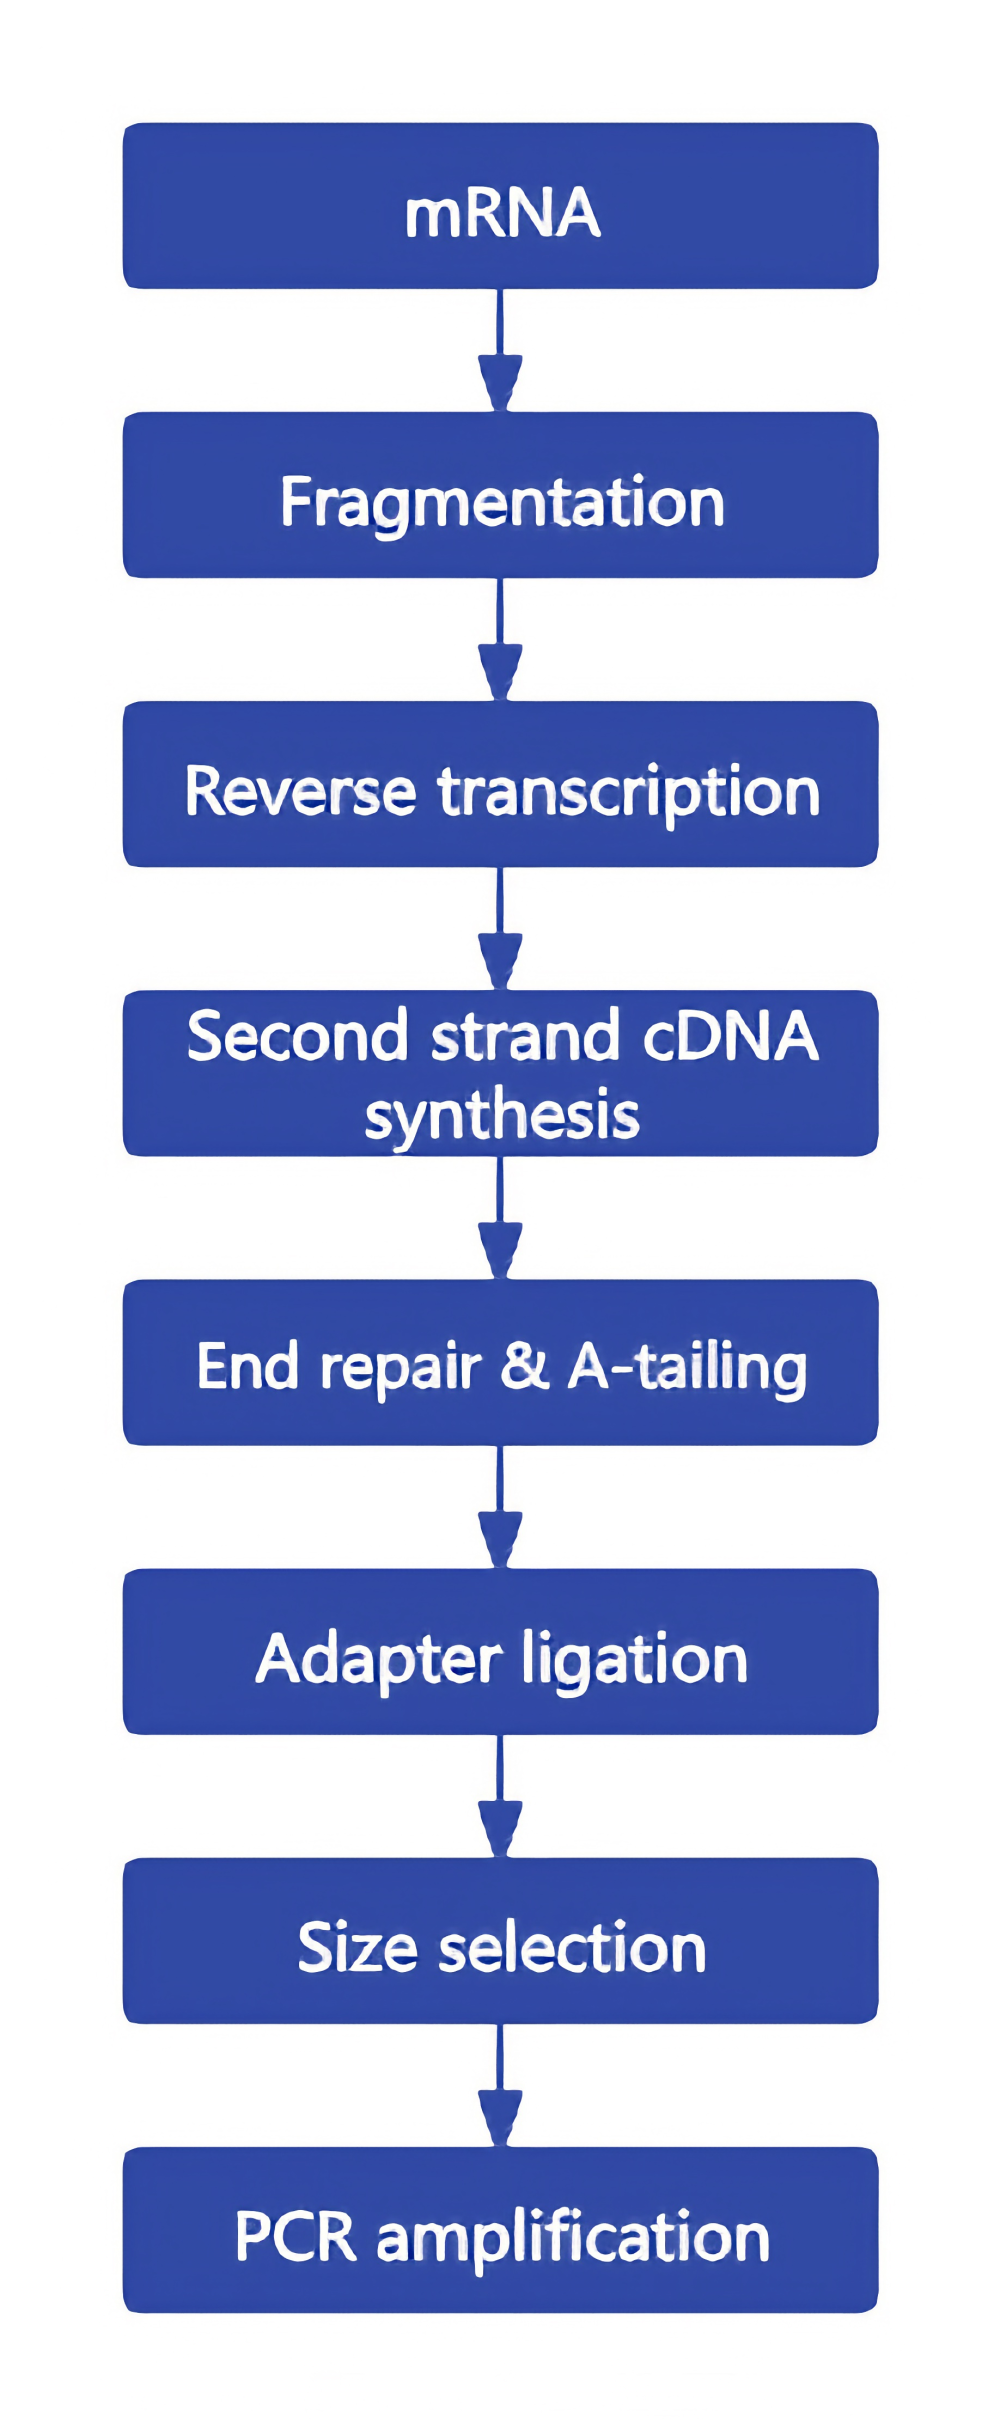 mRNA
Fragmentation
Reverse transcription
Second strand cDNA
synthesis
End repair & A-tailing
Adapter ligation
Size selection
PCR amplification